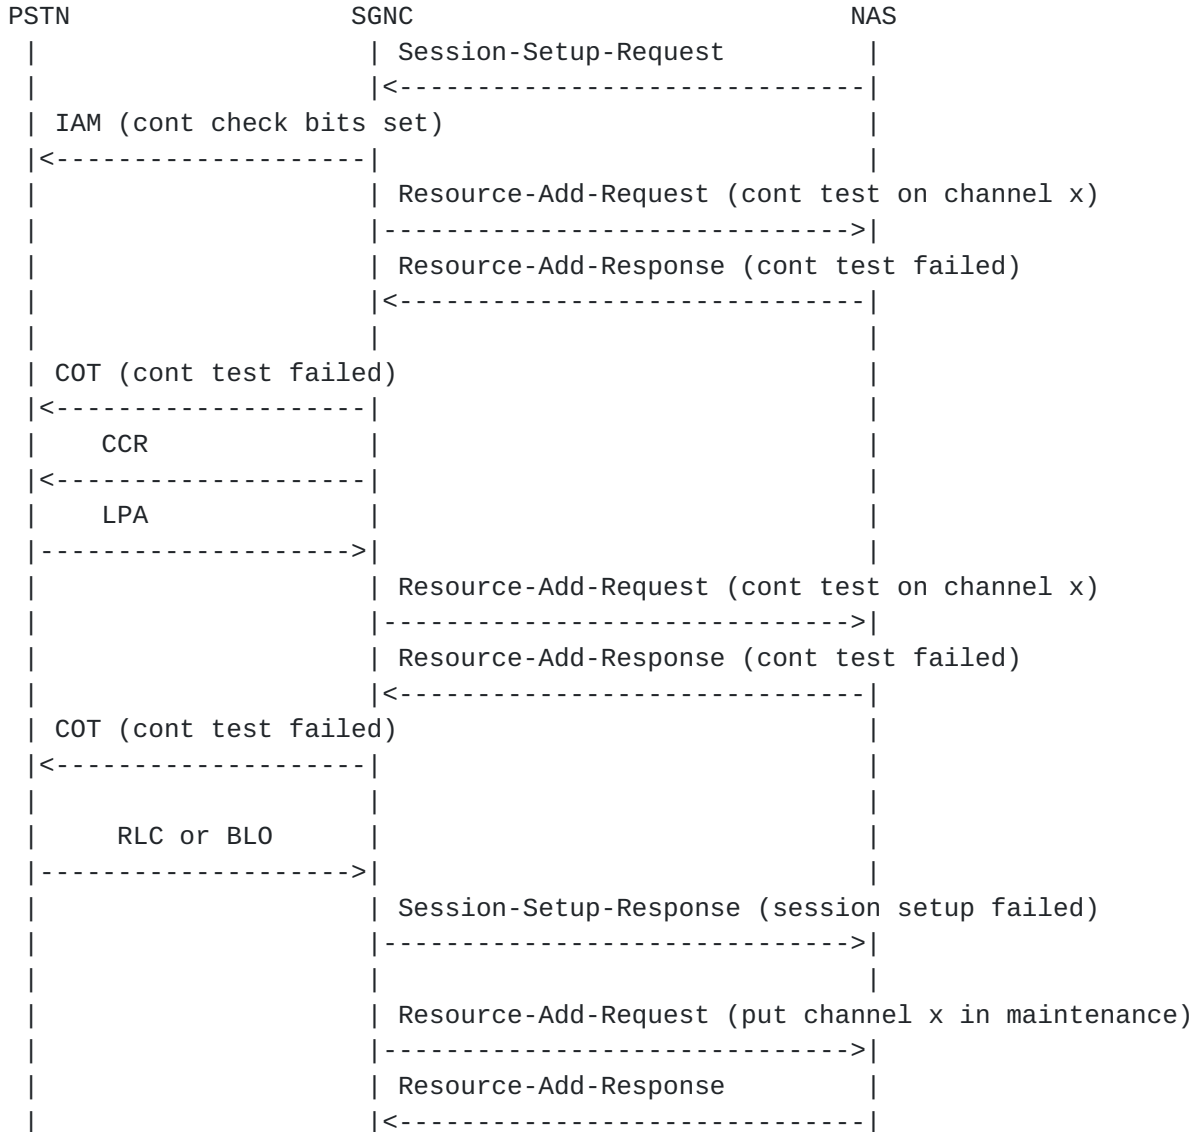 PSTN SGNC NAS
| | Session-Setup-Request |
| |<------------------------------|
| IAM (cont check bits set) |
|<--------------------| |
| | Resource-Add-Request (cont test on channel x)
| |------------------------------>|
| | Resource-Add-Response (cont test failed)
| |<------------------------------|
| | |
| COT (cont test failed) |
|<--------------------| |
| CCR | |
|<--------------------| |
| LPA | |
|-------------------->| |
| | Resource-Add-Request (cont test on channel x)
| |------------------------------>|
| | Resource-Add-Response (cont test failed)
| |<------------------------------|
| COT (cont test failed) |
|<--------------------| |
| | |
| RLC or BLO | |
|-------------------->| |
| | Session-Setup-Response (session setup failed)
| |------------------------------>|
| | |
| | Resource-Add-Request (put channel x in maintenance)
| |------------------------------>|
| | Resource-Add-Response |
| |<------------------------------|